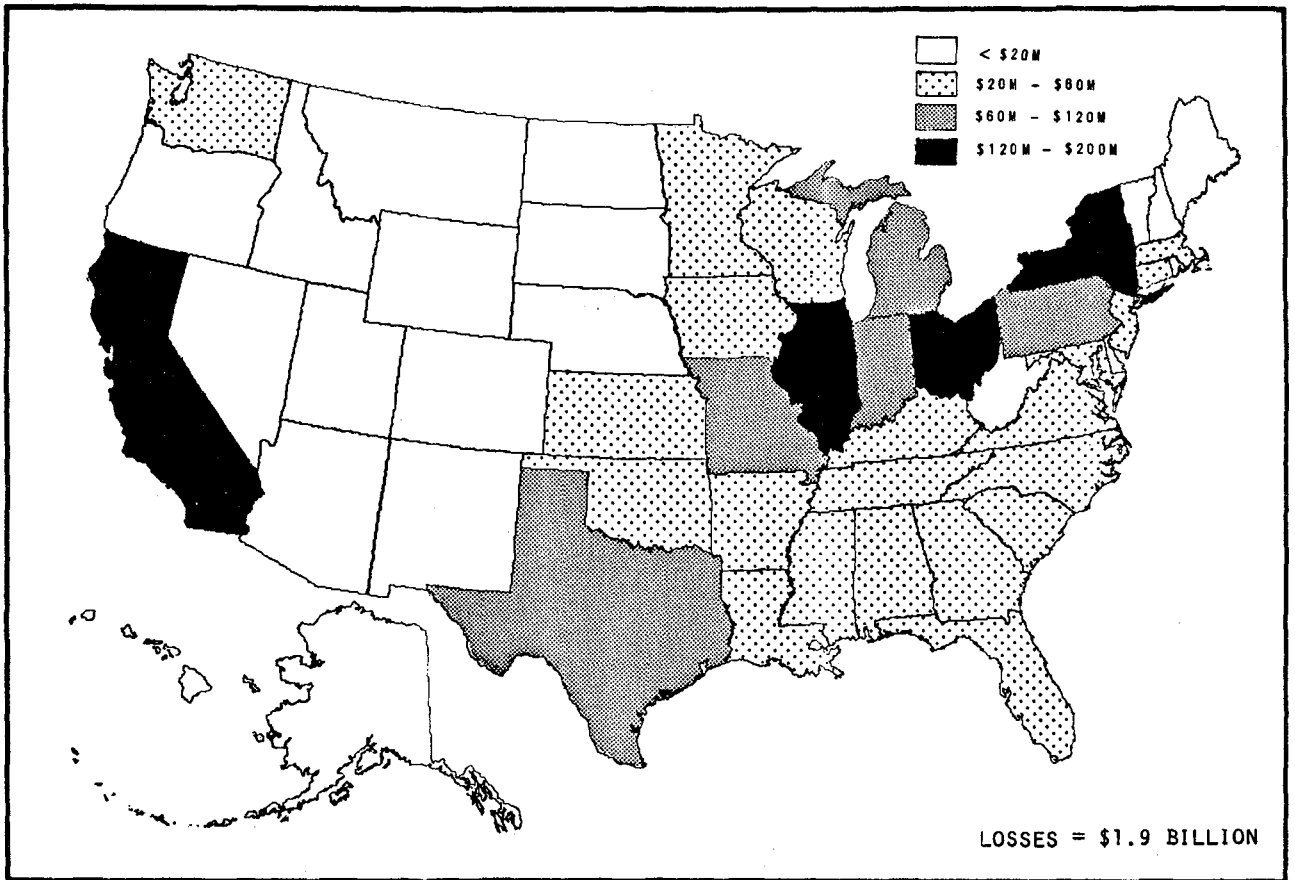 < $20M
$20M - $60M
$60M - $120M
$120M - $200M
LOSSES = $1.9 BILLION